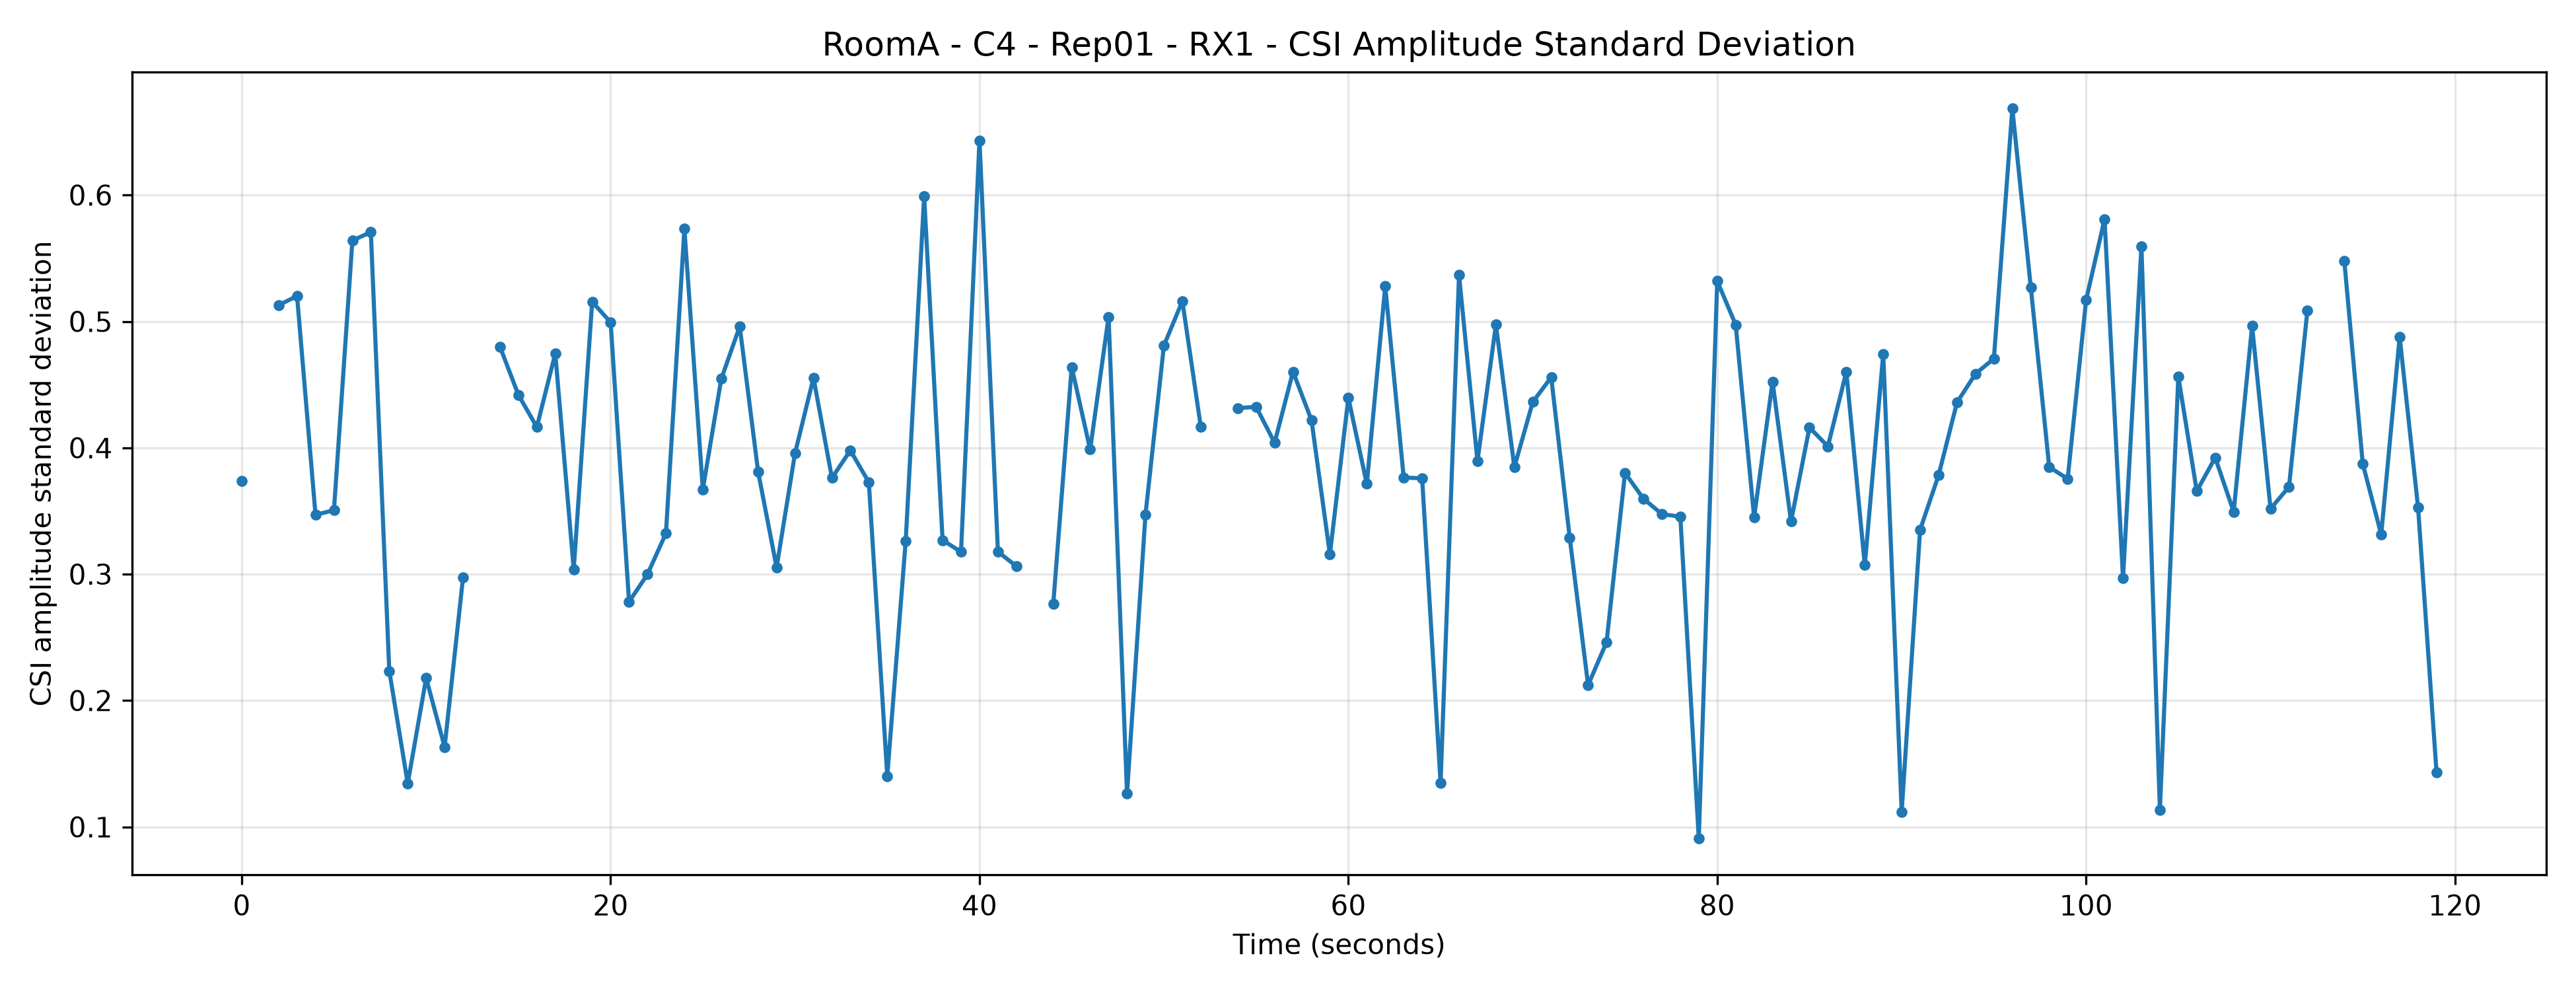 RoomA - C4 - Rep01 - RX1 - CSI Amplitude Standard Deviation
CSI amplitude standard deviation
0.6
0.5
0.4
0.3
0.2
0.1
0 20 40 60 80 100 120
Time (seconds)